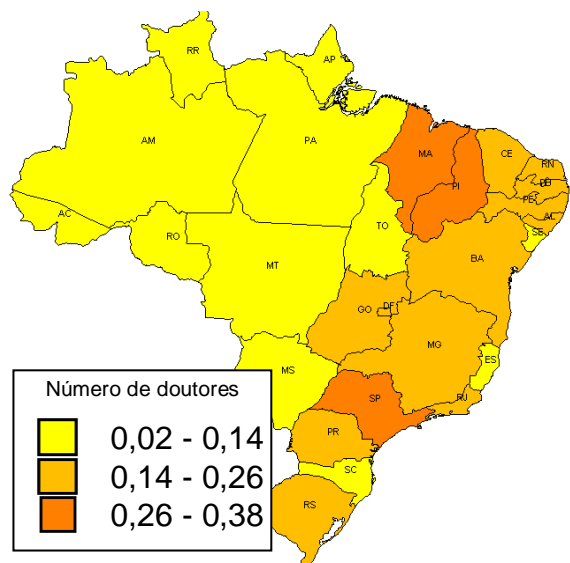 RR
AP
AM
PA
MA
CE
RN
PI
PE
AC
AL
TO
SE
RO
BA
MT
GO
DF
MG
ES
MS
SP
RJ
PR
SC
RS
Número de doutores
0,02 - 0,14
0,14 - 0,26
0,26 - 0,38